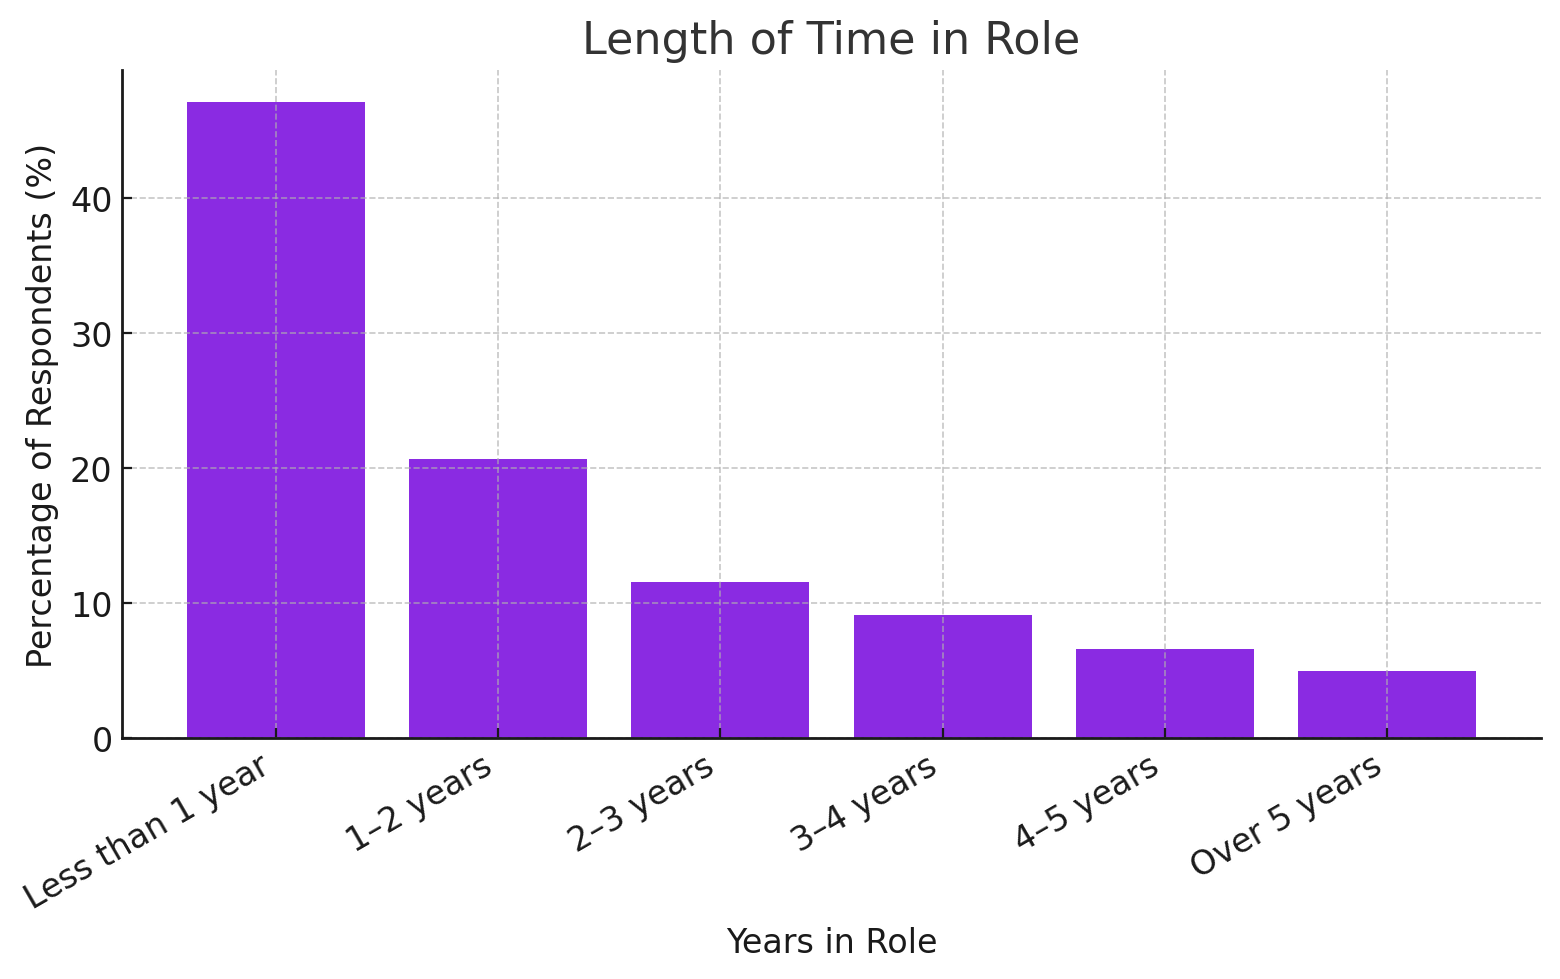 Length of Time in Role
Percentage of Respondents (%)
40
30
20
10
0
Less than 1 year
1–2 years
2–3 years
3–4 years
4–5 years
Over 5 years
Years in Role